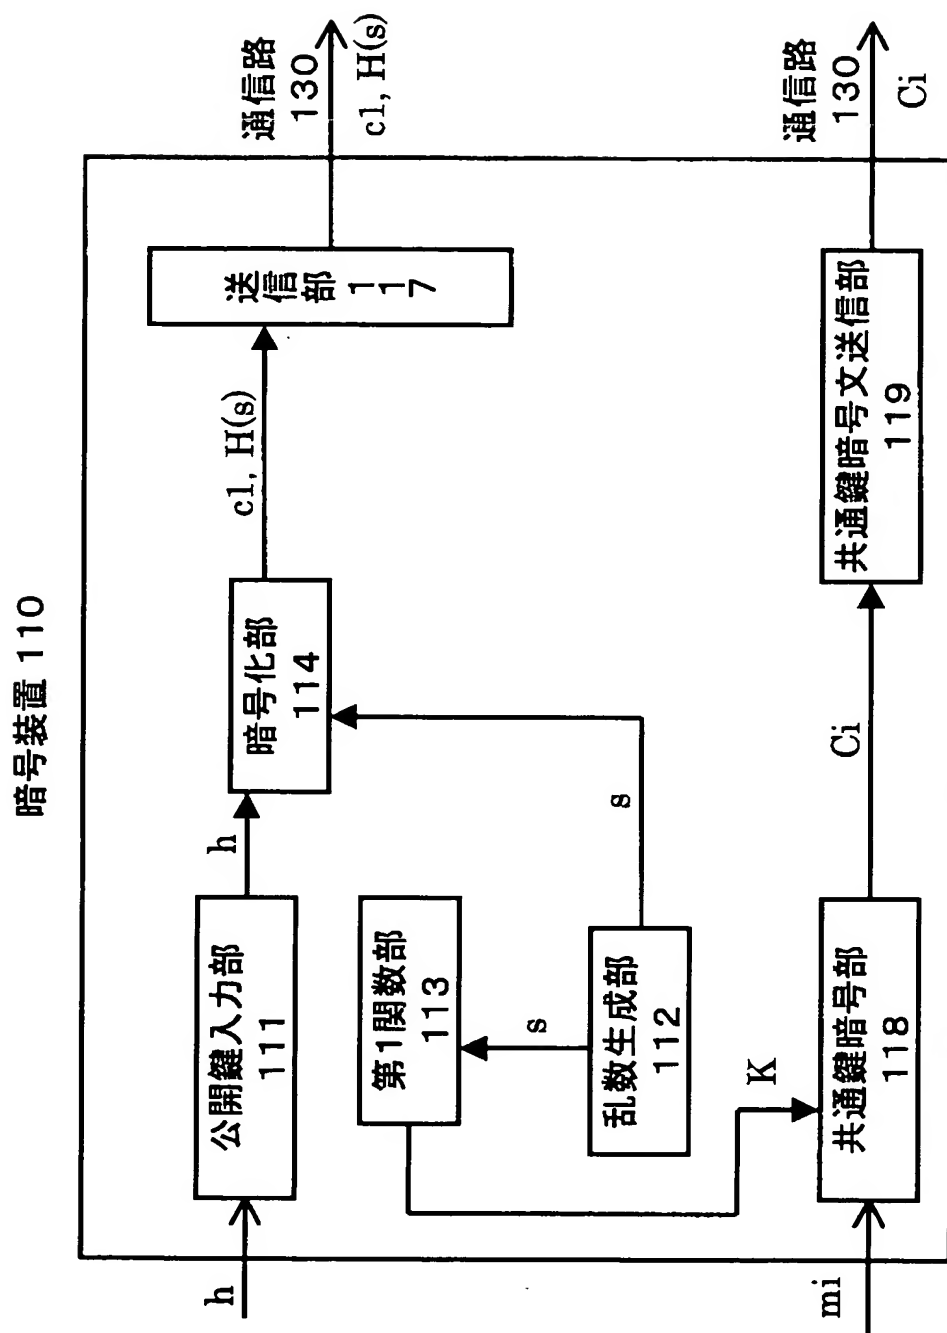 暗号装置 110
h
公開鍵入力部
111
h
暗号化部
114
c1, H(s)
送信部117
通信路
130
c1, H(s)
第1関数部
113
s
乱数生成部
112
s
K
mi
共通鍵暗号部
118
Ci
共通鍵暗号文送信部
119
通信路
130
Ci